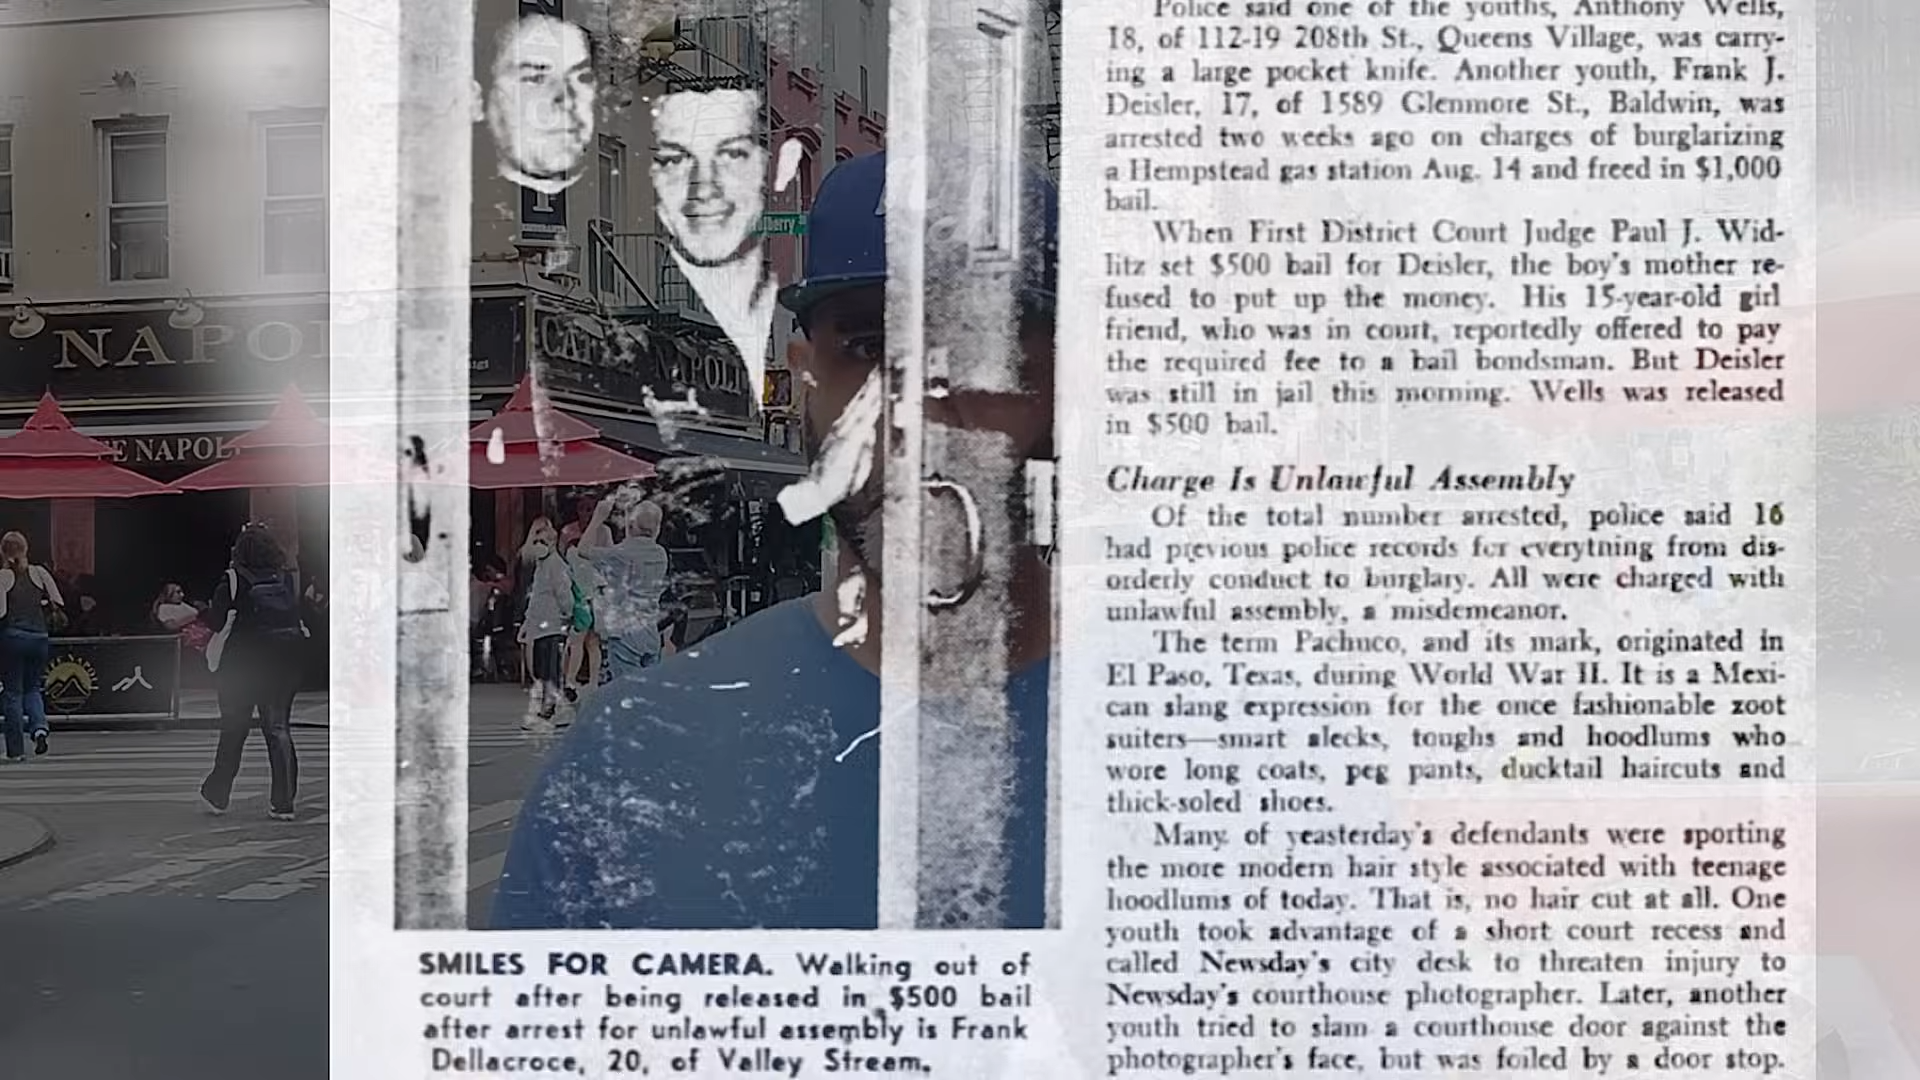 NAPO
CAFE NAPOLI
E NAPOL
lberry
SMILES FOR CAMERA. Walking out of
court after being released in $500 bail
after arrest for unlawful assembly is Frank
Dellacroce, 20, of Valley Stream.
Police said one of the youths, Anthony Wells,
18, of 112-19 208th St., Queens Village, was carry-
ing a large pocket knife. Another youth, Frank J.
Deisler, 17, of 1589 Glenmore St., Baldwin, was
arrested two weeks ago on charges of burglarizing
a Hempstead gas station Aug. 14 and freed in $1,000
bail.
When First District Court Judge Paul J. Wid-
litz set $500 bail for Deisler, the boy's mother re-
fused to put up the money. His 15-year-old girl
friend, who was in court, reportedly offered to pay
the required fee to a bail bondsman. But Deisler
was still in jail this morning. Wells was released
in $500 bail.
Charge Is Unlawful Assembly
Of the total number arrested, police said 16
had previous police records for everything from dis-
orderly conduct to burglary. All were charged with
unlawful assembly, a misdemeanor.
The term Pachuco, and its mark, originated in
El Paso, Texas, during World War II. It is a Mexi-
can slang expression for the once fashionable zoot
suiters—smart alecks, toughs and hoodlums who
wore long coats, peg pants, ducktail haircuts and
thick-soled shoes.
Many of yeasterday's defendants were sporting
the more modern hair style associated with teenage
hoodlums of today. That is, no hair cut at all. One
youth took advantage of a short court recess and
called Newsday's city desk to threaten injury to
Newsday's courthouse photographer. Later, another
youth tried to slam a courthouse door against the
photographer's face, but was foiled by a door stop.